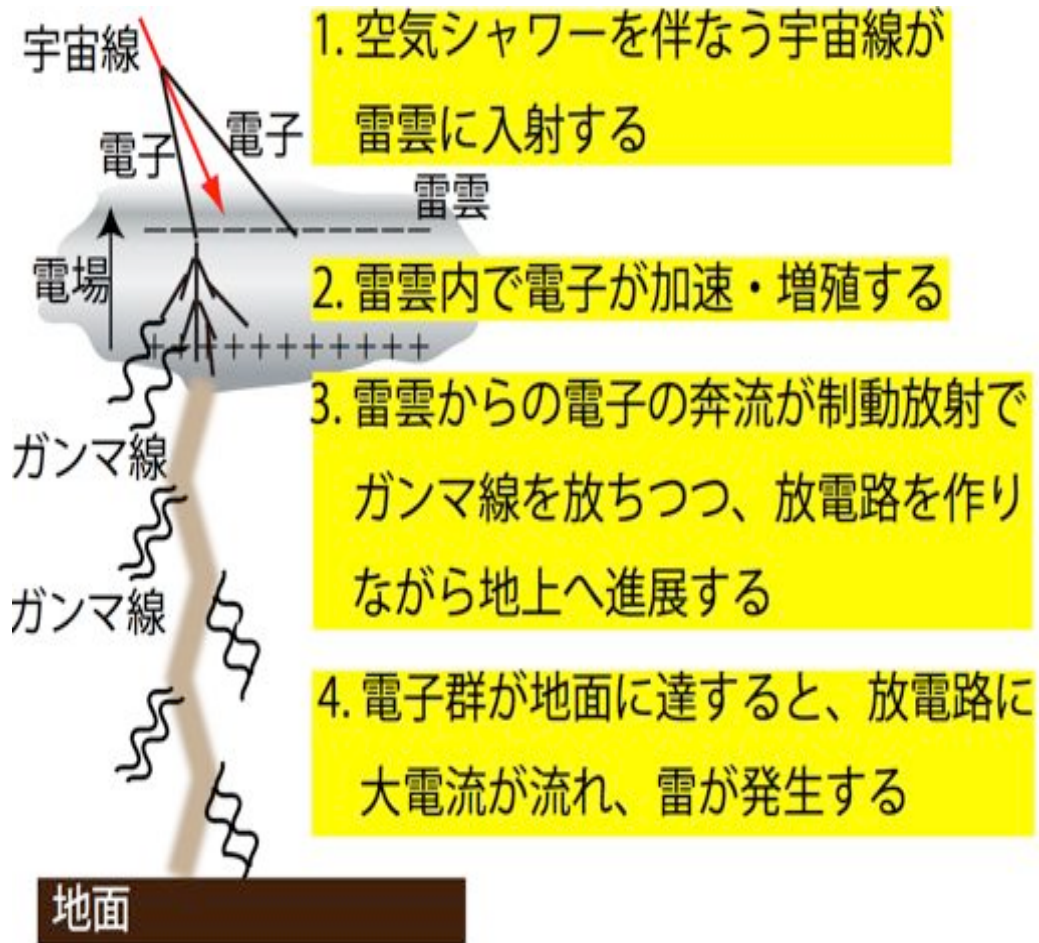 宇宙線
電子
電子
雷雲
電場
ガンマ線
ガンマ線
地面
1. 空気シャワーを伴なう宇宙線が
雷雲に入射する
2. 雷雲内で電子が加速・増殖する
3. 雷雲からの電子の奔流が制動放射で
ガンマ線を放ちつつ、放電路を作り
ながら地上へ進展する
4. 電子群が地面に達すると、放電路に
大電流が流れ、雷が発生する